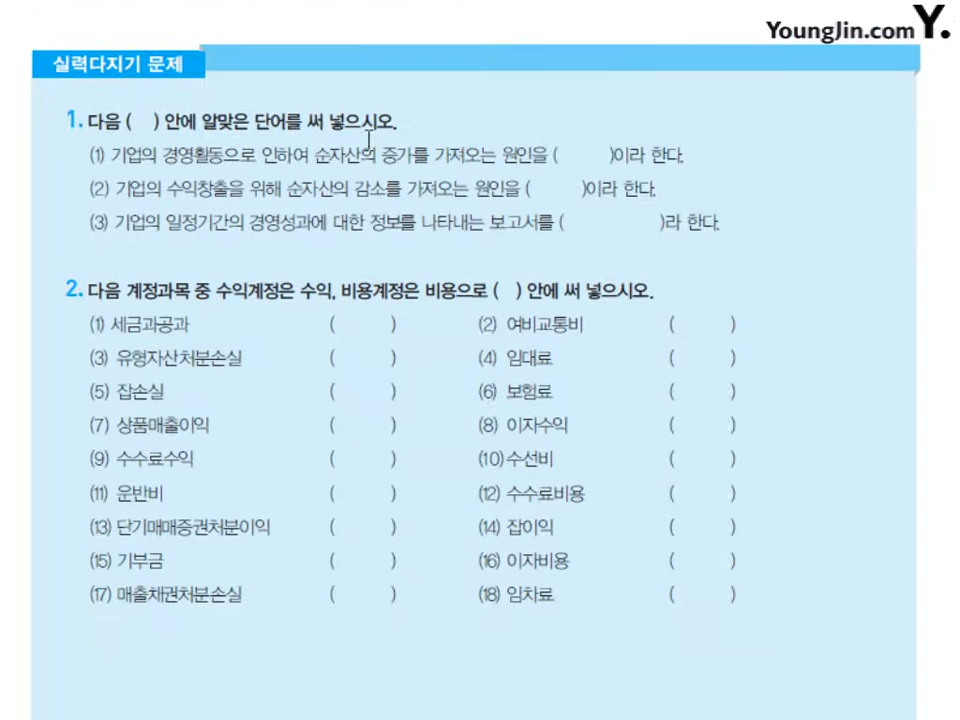 YoungJin.com Y.
실력다지기 문제
1. 다음 ( ) 안에 알맞은 단어를 써 넣으시오.
(1) 기업의 경영활동으로 인하여 순자산의 증가를 가져오는 원인을 ( )이라 한다.
(2) 기업의 수익창출을 위해 순자산의 감소를 가져오는 원인을 ( )이라 한다.
(3) 기업의 일정기간의 경영성과에 대한 정보를 나타내는 보고서를 ( )라 한다.
2. 다음 계정과목 중 수익계정은 수익, 비용계정은 비용으로 ( ) 안에 써 넣으시오.
(1) 세금과공과 ( ) (2) 여비교통비 ( )
(3) 유형자산처분손실 ( ) (4) 임대료 ( )
(5) 잡손실 ( ) (6) 보험료 ( )
(7) 상품매출이익 ( ) (8) 이자수익 ( )
(9) 수수료수익 ( ) (10) 수선비 ( )
(11) 운반비 ( ) (12) 수수료비용 ( )
(13) 단기매매증권처분이익 ( ) (14) 잡이익 ( )
(15) 기부금 ( ) (16) 이자비용 ( )
(17) 매출채권처분손실 ( ) (18) 임차료 ( )